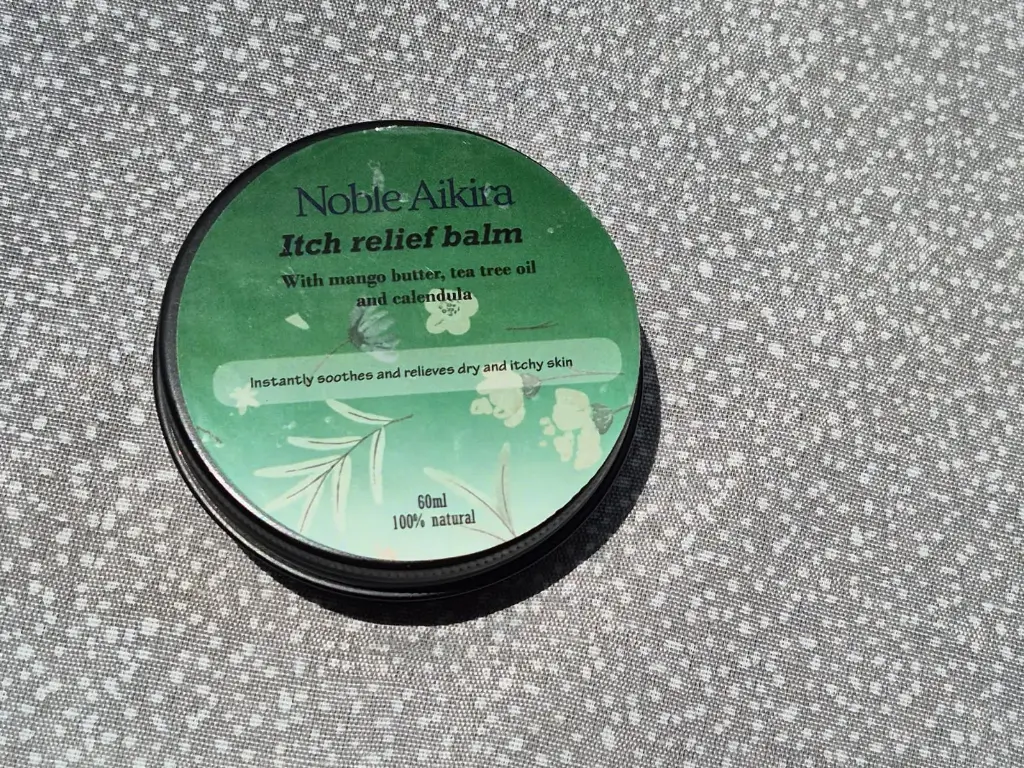 Noble Aikira
Itch relief balm
With mango butter, tea tree oil
and calendula
Instantly soothes and relieves dry and itchy skin
60ml
100% natural